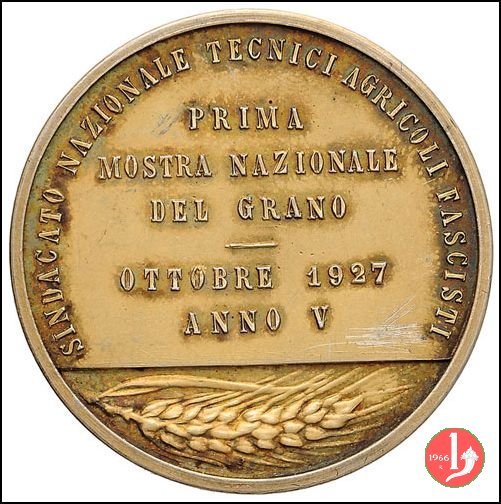 SINDACATO NAZIONALE TECNICI AGRICOLI FASCISTI
PRIMA
MOSTRA NAZIONALE
DEL GRANO
OTTOBRE 1927
ANNO V
1966